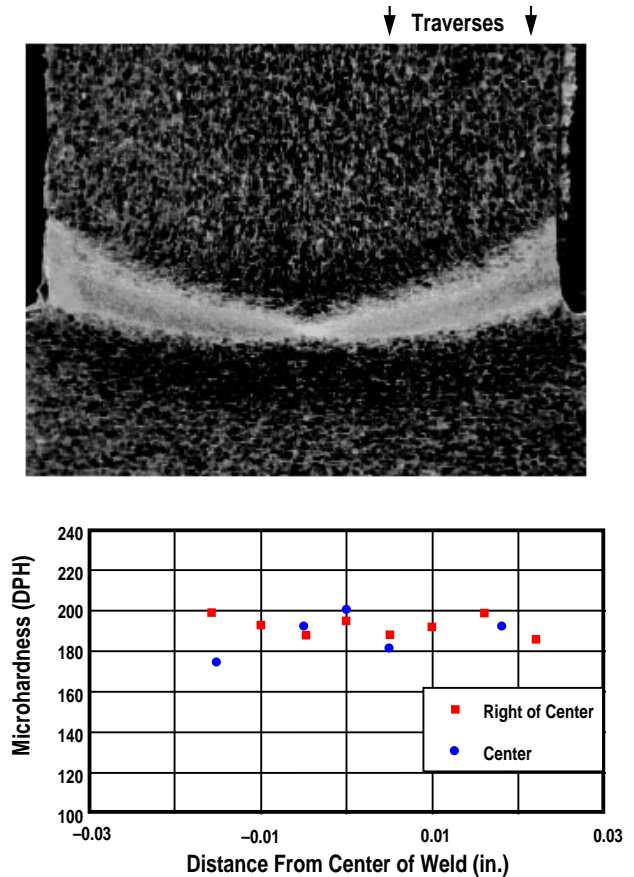 Traverses
Microhardness (DPH)
240
220
200
180
160
140
120
100
Right of Center
Center
–0.03
–0.01
0.01
0.03
Distance From Center of Weld (in.)